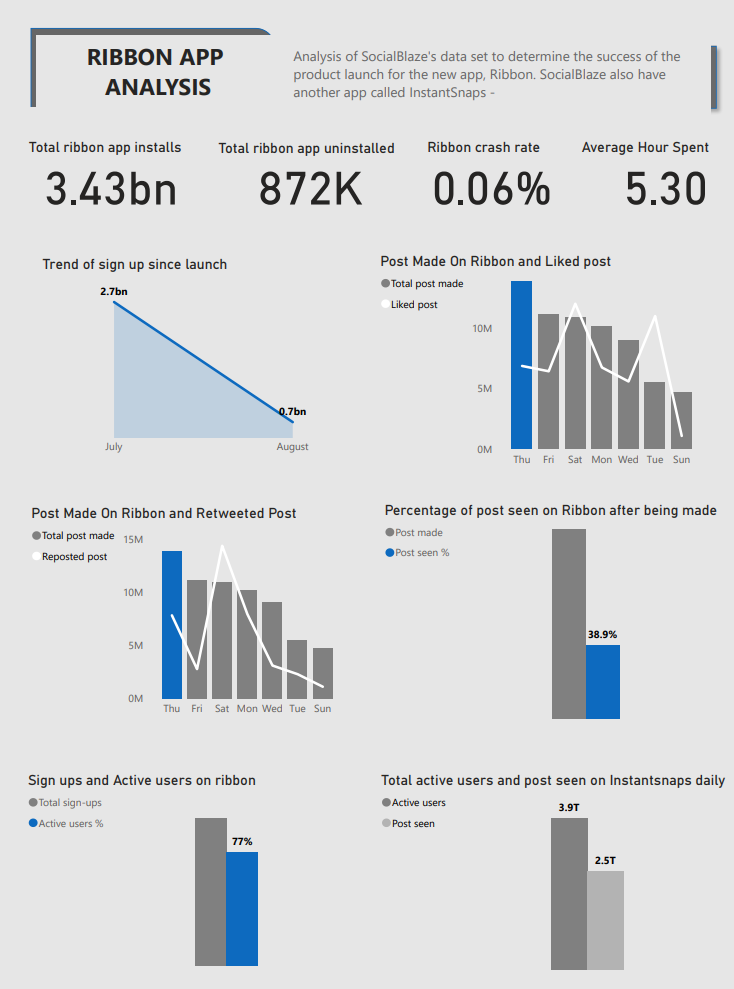 RIBBON APP
ANALYSIS
Analysis of SocialBlaze's data set to determine the success of the
product launch for the new app, Ribbon. SocialBlaze also have
another app called InstantSnaps -
Total ribbon app installs
3.43bn
Total ribbon app uninstalled
872K
Ribbon crash rate
0.06%
Average Hour Spent
5.30
Trend of sign up since launch
2.7bn
0.7bn
July August
Post Made On Ribbon and Liked post
Total post made
Liked post
10M
5M
0M
Thu Fri Sat Mon Wed Tue Sun
Post Made On Ribbon and Retweeted Post
Total post made
Reposted post
15M
10M
5M
0M
Thu Fri Sat Mon Wed Tue Sun
Percentage of post seen on Ribbon after being made
Post made
Post seen %
38.9%
Sign ups and Active users on ribbon
Total sign-ups
Active users %
77%
Total active users and post seen on Instantsnaps daily
Active users
Post seen
3.9T
2.5T